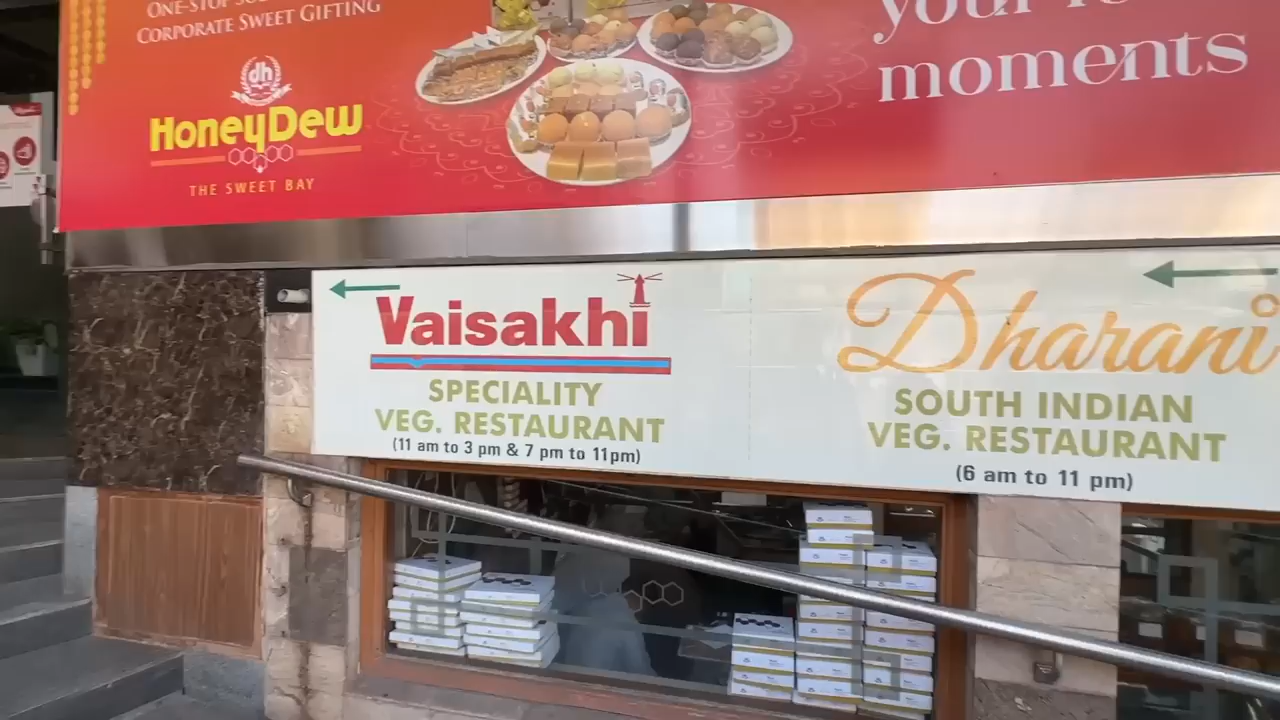 ONE-STOP
CORPORATE SWEET GIFTING
dh
HoneyDew
THE SWEET BAY
your
moments
Vaisakhi
SPECIALITY
VEG. RESTAURANT
(11 am to 3 pm & 7 pm to 11pm)
Dharani
SOUTH INDIAN
VEG. RESTAURANT
(6 am to 11 pm)